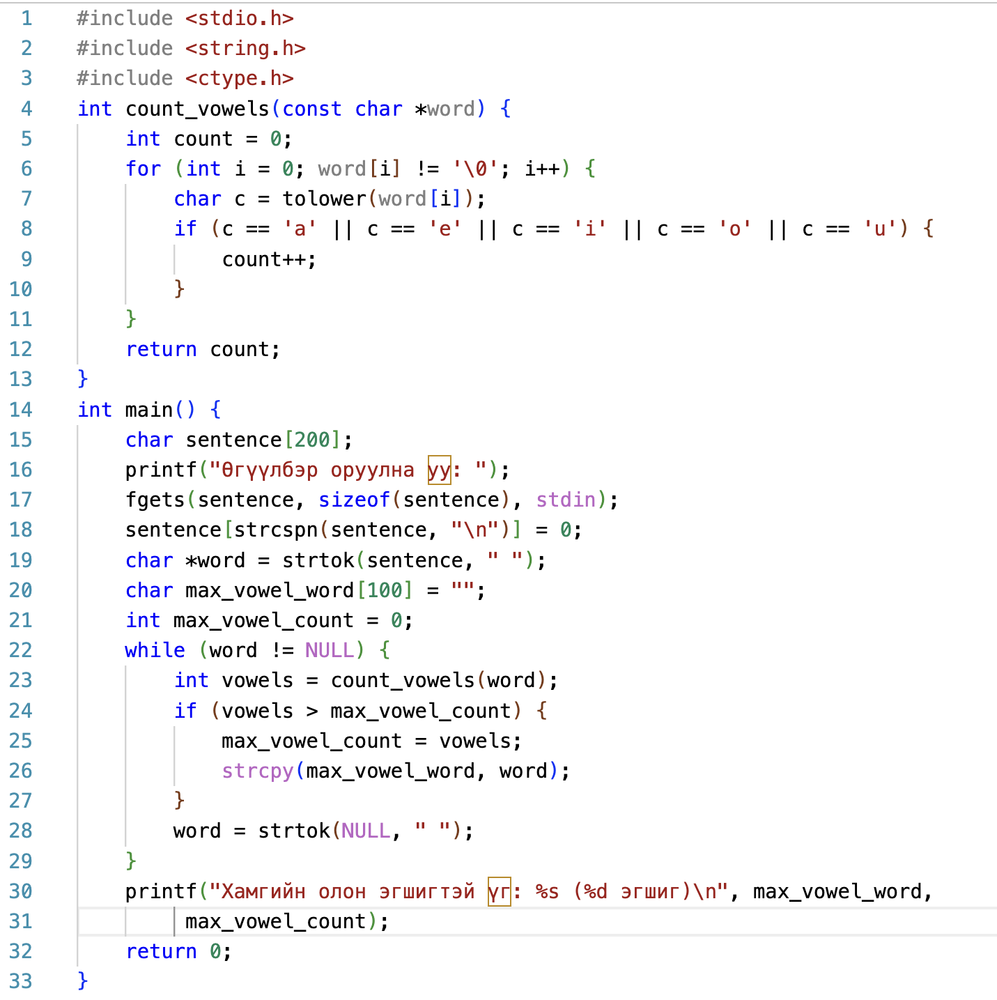 1 #include <stdio.h>
2 #include <string.h>
3 #include <ctype.h>
4 int count_vowels(const char *word) {
5     int count = 0;
6     for (int i = 0; word[i] != '\0'; i++) {
7         char c = tolower(word[i]);
8         if (c == 'a' || c == 'e' || c == 'i' || c == 'o' || c == 'u') {
9             count++;
10         }
11     }
12     return count;
13 }
14 int main() {
15     char sentence[200];
16     printf("Өгүүлбэр оруулна уу: ");
17     fgets(sentence, sizeof(sentence), stdin);
18     sentence[strcspn(sentence, "\n")] = 0;
19     char *word = strtok(sentence, " ");
20     char max_vowel_word[100] = "";
21     int max_vowel_count = 0;
22     while (word != NULL) {
23         int vowels = count_vowels(word);
24         if (vowels > max_vowel_count) {
25             max_vowel_count = vowels;
26             strcpy(max_vowel_word, word);
27         }
28         word = strtok(NULL, " ");
29     }
30     printf("Хамгийн олон эгшигтэй үг: %s (%d эгшиг)\n", max_vowel_word,
31          max_vowel_count);
32     return 0;
33 }